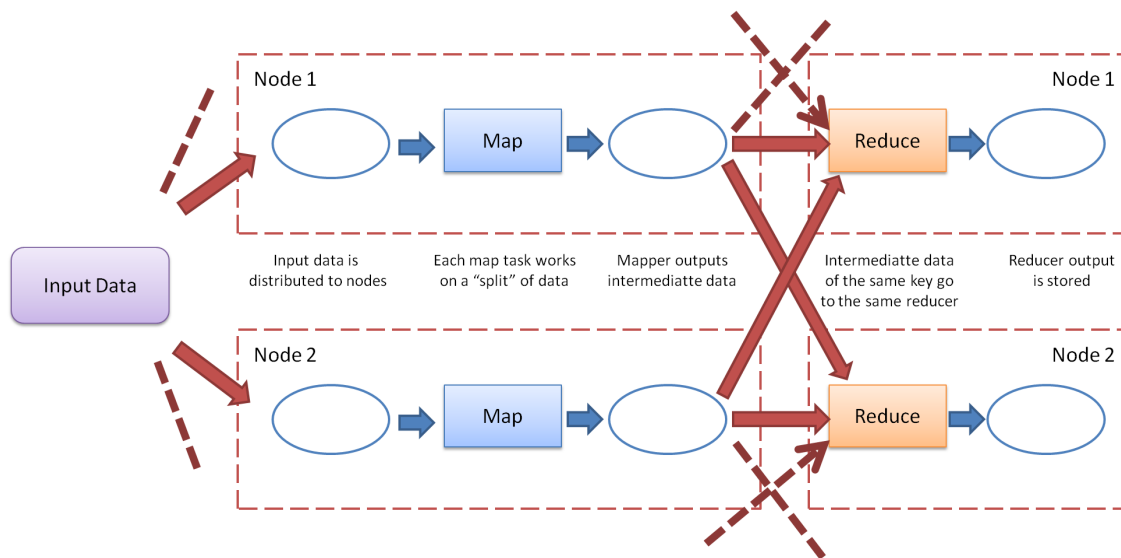 Node 1
Node 1
Map
Reduce
Input Data
Input data is
distributed to nodes
Each map task works
on a “split” of data
Mapper outputs
intermediatte data
Intermediatte data
of the same key go
to the same reducer
Reducer output
is stored
Node 2
Node 2
Map
Reduce